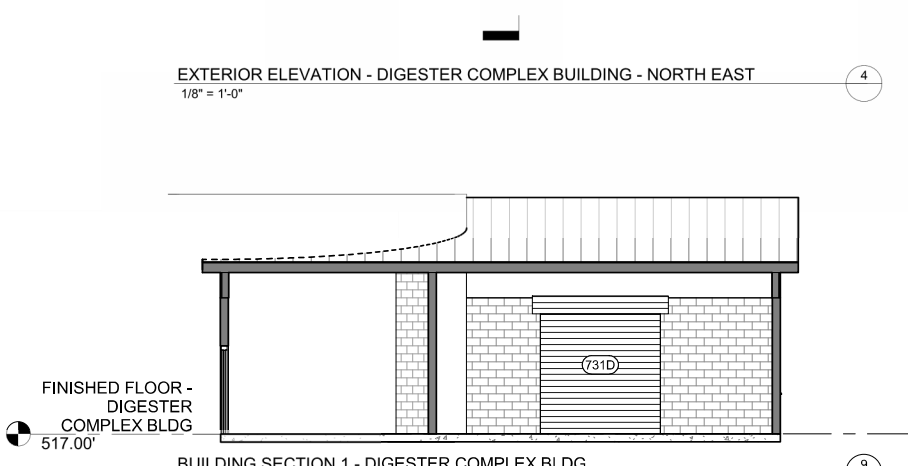 EXTERIOR ELEVATION - DIGESTER COMPLEX BUILDING - NORTH EAST
4
1/8" = 1'-0"
731D
FINISHED FLOOR -
DIGESTER
COMPLEX BLDG
517.00'
BUILDING SECTION 1 - DIGESTER COMPLEX BLDG
9